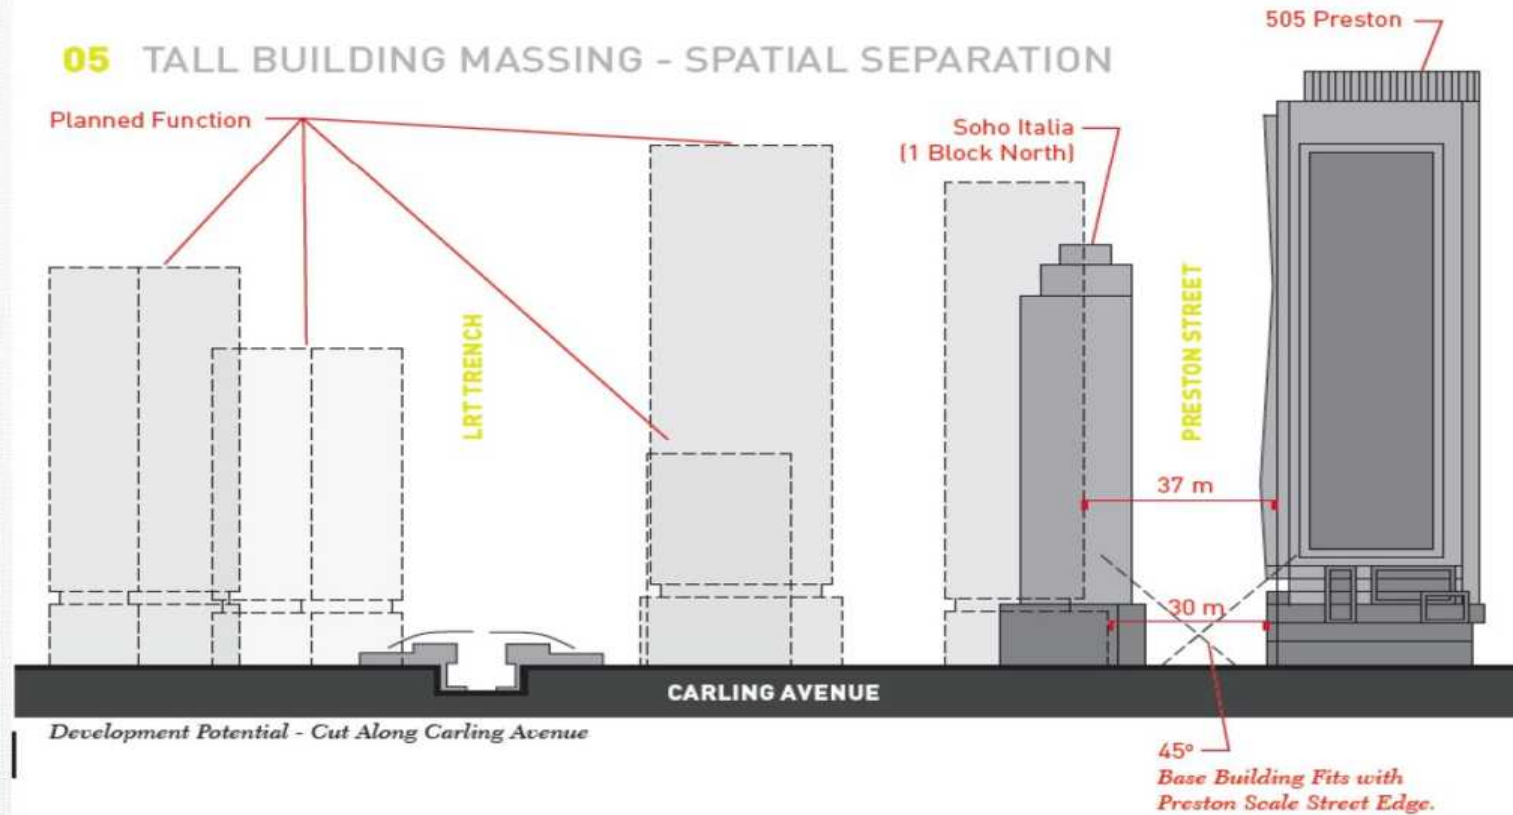 505 Preston
05 TALL BUILDING MASSING - SPATIAL SEPARATION
Planned Function
Soho Italia
(1 Block North)
LRT TRENCH
PRESTON STREET
37 m
30 m
CARLING AVENUE
Development Potential - Cut Along Carling Avenue
45º
Base Building Fits with
Preston Scale Street Edge.